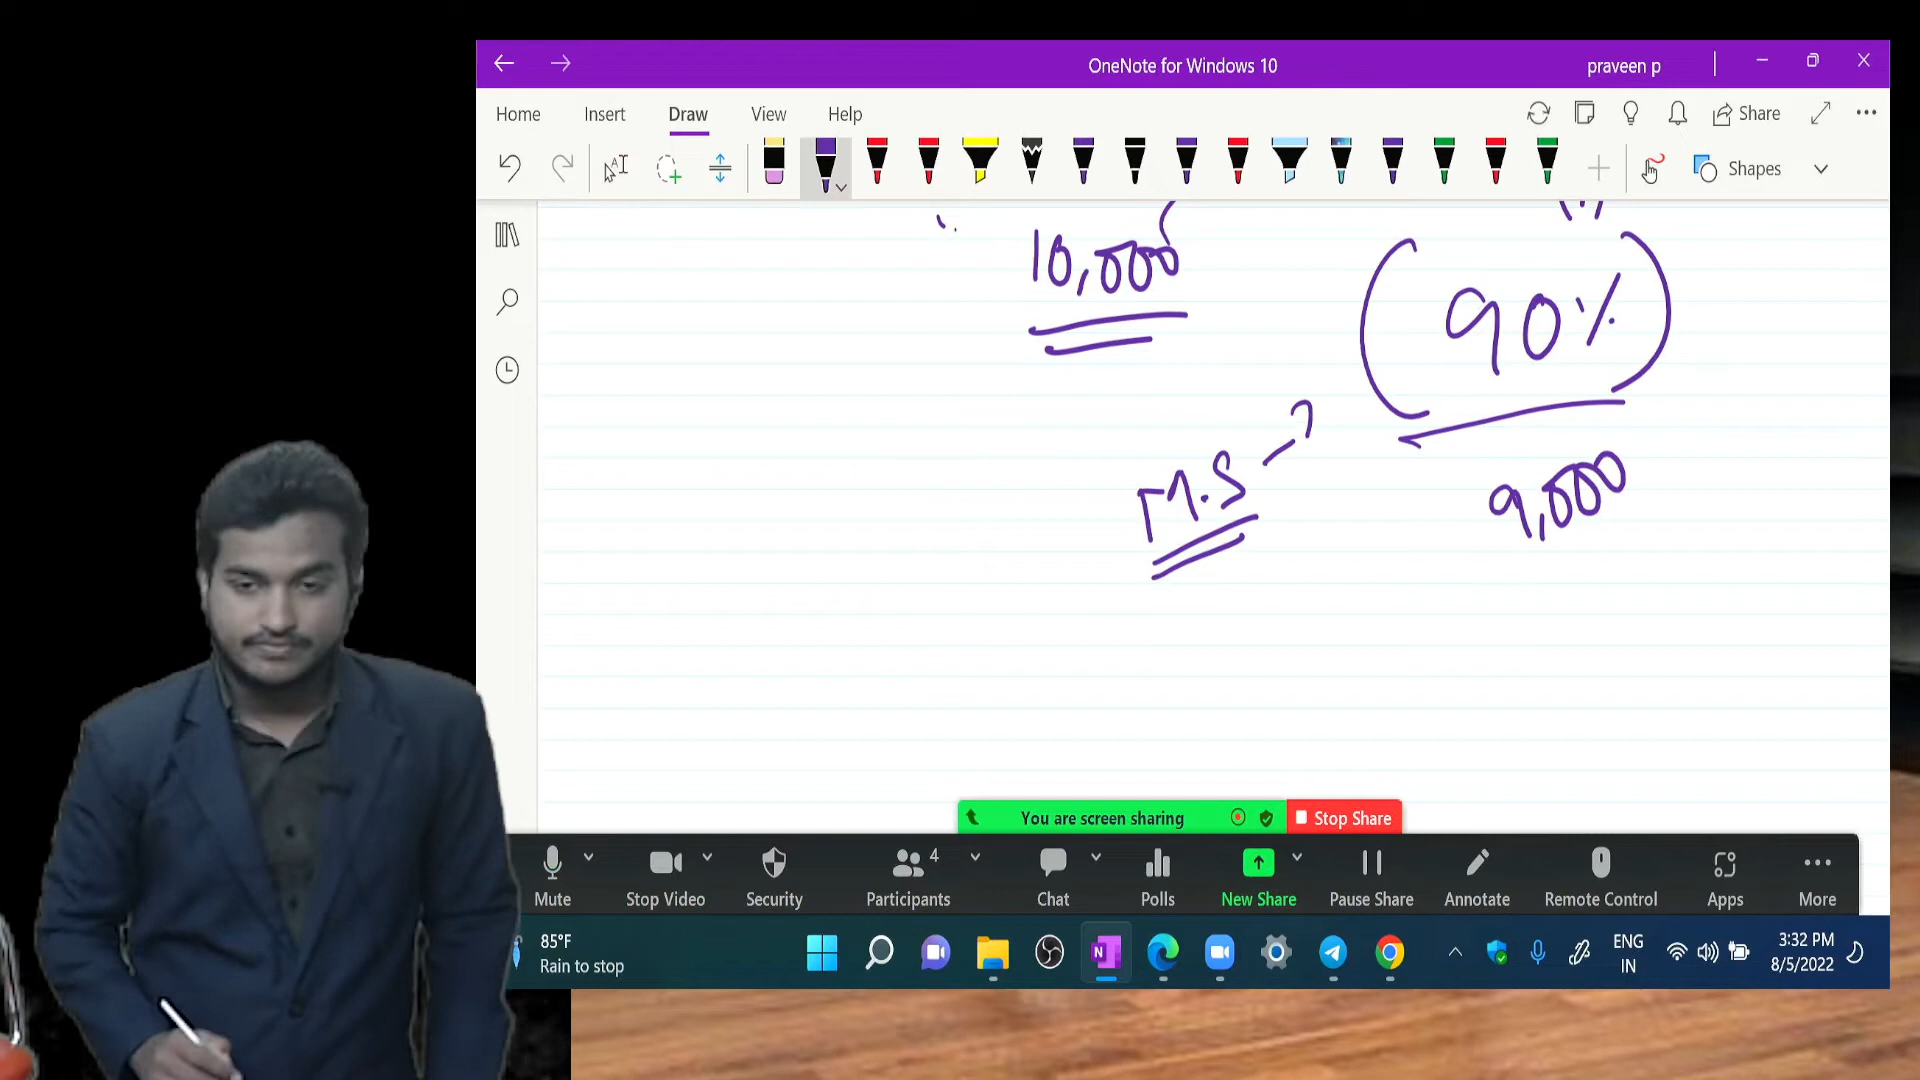 OneNote for Windows 10
praveen p
Home Insert Draw View Help
Share
Shapes
10,000
90%
M.S - ?
9,000
You are screen sharing
Stop Share
4
Mute
Stop Video
Security
Participants
Chat
Polls
New Share
Pause Share
Annotate
Remote Control
Apps
More
85°F
Rain to stop
ENG
IN
3:32 PM
8/5/2022